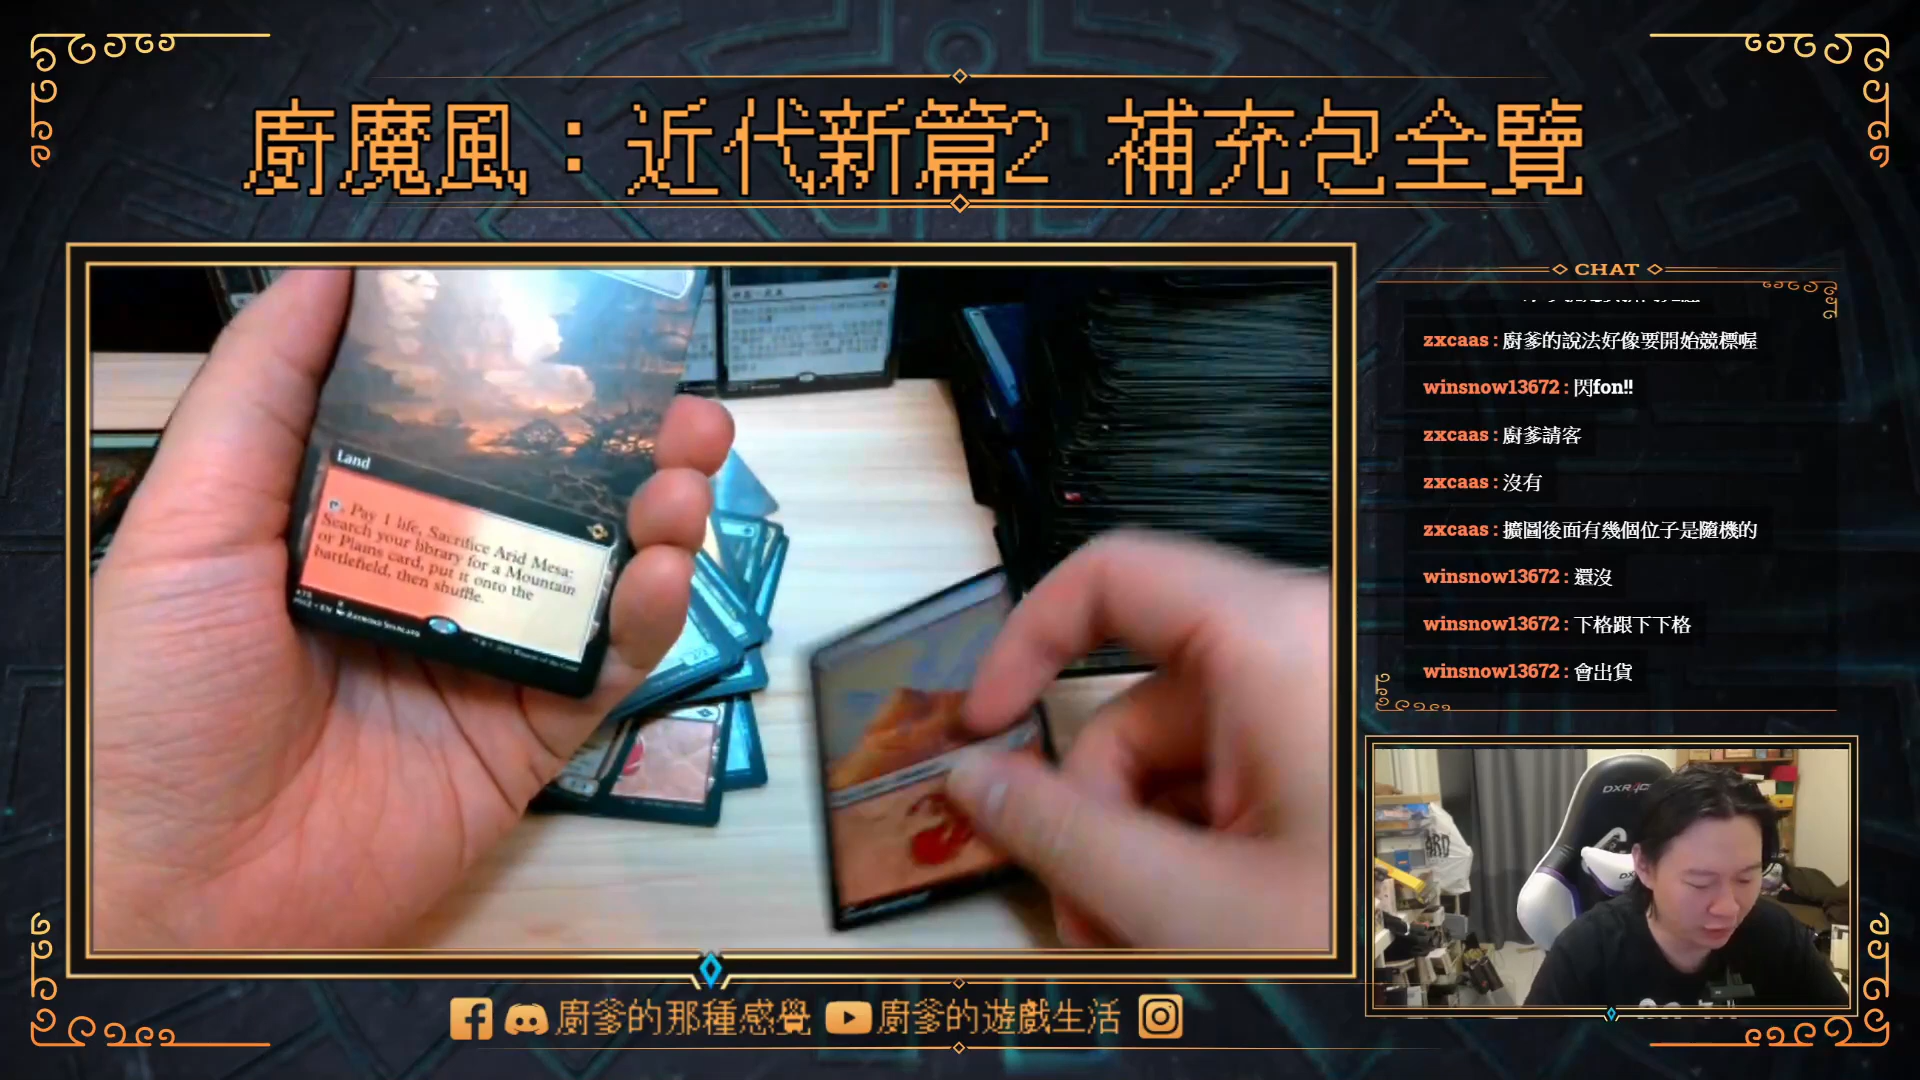 廚魔風：近代新篇2 補充包全覽
CHAT
zxcaas : 廚爹的說法好像要開始競標喔
winsnow13672 : 閃fon!!
zxcaas : 廚爹請客
zxcaas : 沒有
zxcaas : 擴圖後面有幾個位子是隨機的
winsnow13672 : 還沒
winsnow13672 : 下格跟下下格
winsnow13672 : 會出貨
Land
, Pay 1 life, Sacrifice Arid Mesa:
Search your library for a Mountain
or Plains card, put it onto the
battlefield, then shuffle.
廚爹的那種感覺
廚爹的遊戲生活